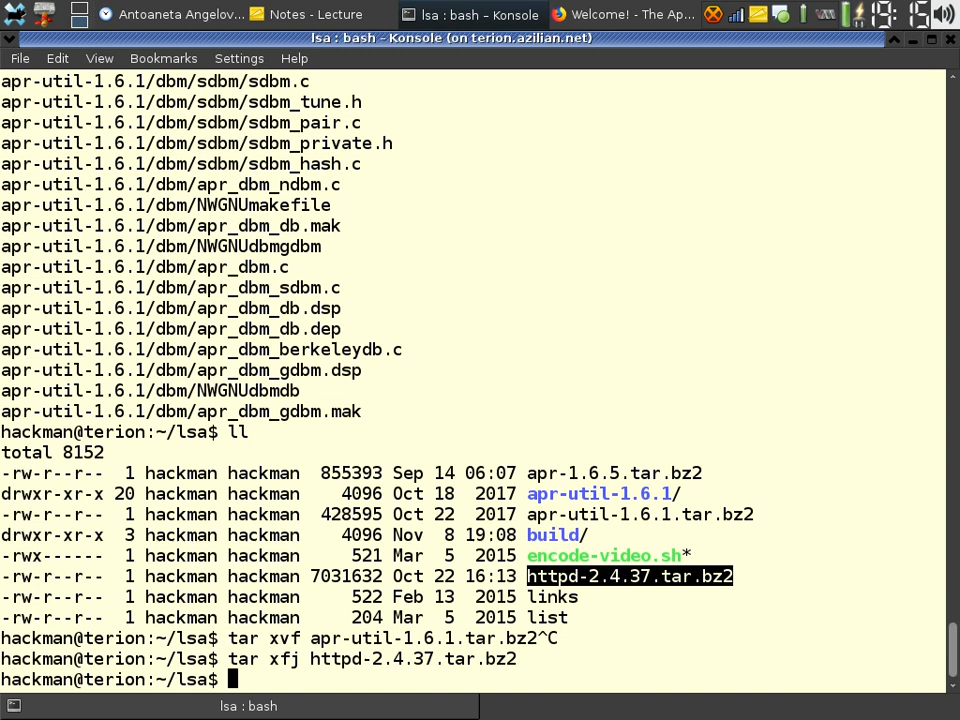 Antoaneta Angelov... Notes - Lecture lsa : bash – Konsole Welcome! - The Ap... 19:15
lsa : bash – Konsole (on terion.azilian.net)
File Edit View Bookmarks Settings Help
apr-util-1.6.1/dbm/sdbm/sdbm.c
apr-util-1.6.1/dbm/sdbm/sdbm_tune.h
apr-util-1.6.1/dbm/sdbm/sdbm_pair.c
apr-util-1.6.1/dbm/sdbm/sdbm_private.h
apr-util-1.6.1/dbm/sdbm/sdbm_hash.c
apr-util-1.6.1/dbm/apr_dbm_ndbm.c
apr-util-1.6.1/dbm/NWGNUmakefile
apr-util-1.6.1/dbm/apr_dbm_db.mak
apr-util-1.6.1/dbm/NWGNUdbmgdbm
apr-util-1.6.1/dbm/apr_dbm.c
apr-util-1.6.1/dbm/apr_dbm_sdbm.c
apr-util-1.6.1/dbm/apr_dbm_db.dsp
apr-util-1.6.1/dbm/apr_dbm_db.dep
apr-util-1.6.1/dbm/apr_dbm_berkeleydb.c
apr-util-1.6.1/dbm/apr_dbm_gdbm.dsp
apr-util-1.6.1/dbm/NWGNUdbmdb
apr-util-1.6.1/dbm/apr_dbm_gdbm.mak
hackman@terion:~/lsa$ ll
total 8152
-rw-r--r--  1 hackman hackman  855393 Sep 14 06:07 apr-1.6.5.tar.bz2
drwxr-xr-x 20 hackman hackman    4096 Oct 18  2017 apr-util-1.6.1/
-rw-r--r--  1 hackman hackman  428595 Oct 22  2017 apr-util-1.6.1.tar.bz2
drwxr-xr-x  3 hackman hackman    4096 Nov  8 19:08 build/
-rwx------  1 hackman hackman     521 Mar  5  2015 encode-video.sh*
-rw-r--r--  1 hackman hackman 7031632 Oct 22 16:13 httpd-2.4.37.tar.bz2
-rw-r--r--  1 hackman hackman     522 Feb 13  2015 links
-rw-r--r--  1 hackman hackman     204 Mar  5  2015 list
hackman@terion:~/lsa$ tar xvf apr-util-1.6.1.tar.bz2^C
hackman@terion:~/lsa$ tar xfj httpd-2.4.37.tar.bz2
hackman@terion:~/lsa$
lsa : bash